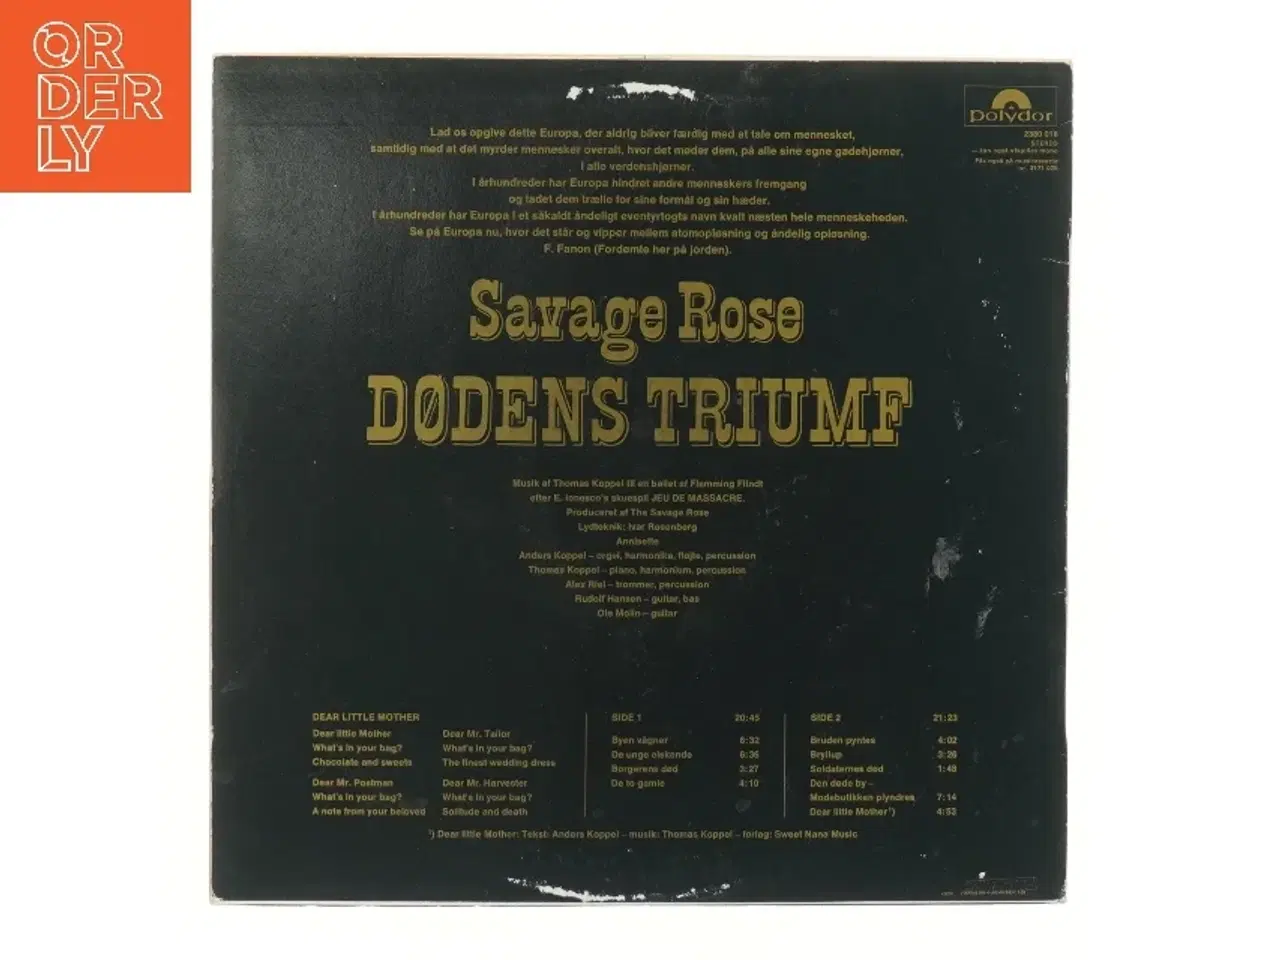 ORDERLY
polydor
2380 018
STEREO
Lad os opgive dette Europa, der aldrig bliver færdig med at tale om mennesket,
samtidig med at det myrder mennesker overalt, hvor det møder dem, på alle sine egne gadehjørner,
i alle verdenshjørner.
I århundreder har Europa hindret andre menneskers fremgang
og ladet dem trælle for sine formål og sin hæder.
I århundreder har Europa i et såkaldt åndeligt eventyrtogts navn kvalt næsten hele menneskeheden.
Se på Europa nu, hvor det står og vipper mellem atomopløsning og åndelig opløsning.
F. Fanon (Fordømte her på jorden).
Savage Rose
DØDENS TRIUMF
Musik af Thomas Koppel til en ballet af Flemming Flindt
efter E. Ionesco's skuespil JEU DE MASSACRE.
Produceret af The Savage Rose
Lydteknik: Ivar Rosenberg
Annisette
Anders Koppel – orgel, harmonika, fløjte, percussion
Thomas Koppel – piano, harmonium, percussion
Alex Riel – trommer, percussion
Rudolf Hansen – guitar, bas
Ole Molin – guitar
DEAR LITTLE MOTHER
Dear little Mother
What's in your bag?
Chocolate and sweets
Dear Mr. Postman
What's in your bag?
A note from your beloved
Dear Mr. Tailor
What's in your bag?
The finest wedding dress
Dear Mr. Harvester
What's in your bag?
Solitude and death
SIDE 1 20:45
Byen vågner 6:32
De unge elskende 6:36
Borgerens død 3:27
De to gamle 4:10
SIDE 2 21:23
Bruden pyntes 4:02
Bryllup 3:26
Soldaternes død 1:48
Den døde by –
Modebutikken plyndres 7:14
Dear little Mother¹) 4:53
¹) Dear little Mother: Tekst: Anders Koppel – musik: Thomas Koppel – forlag: Sweet Nanø Music